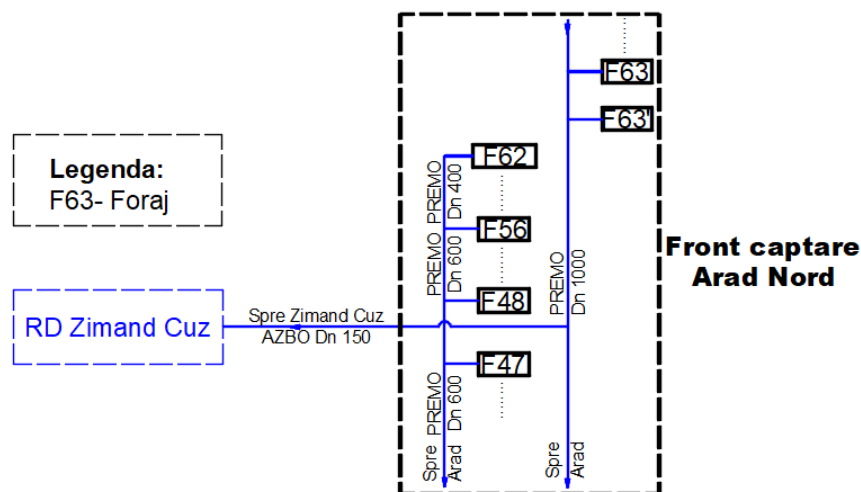 F63
F63'
Legenda:
F63- Foraj
F62
PREMO
Dn 400
F56
PREMO
Dn 600
PREMO
Dn 1000
Front captare
Arad Nord
F48
RD Zimand Cuz
Spre Zimand Cuz
AZBO Dn 150
F47
PREMO
Dn 600
Spre
Arad
Spre
Arad